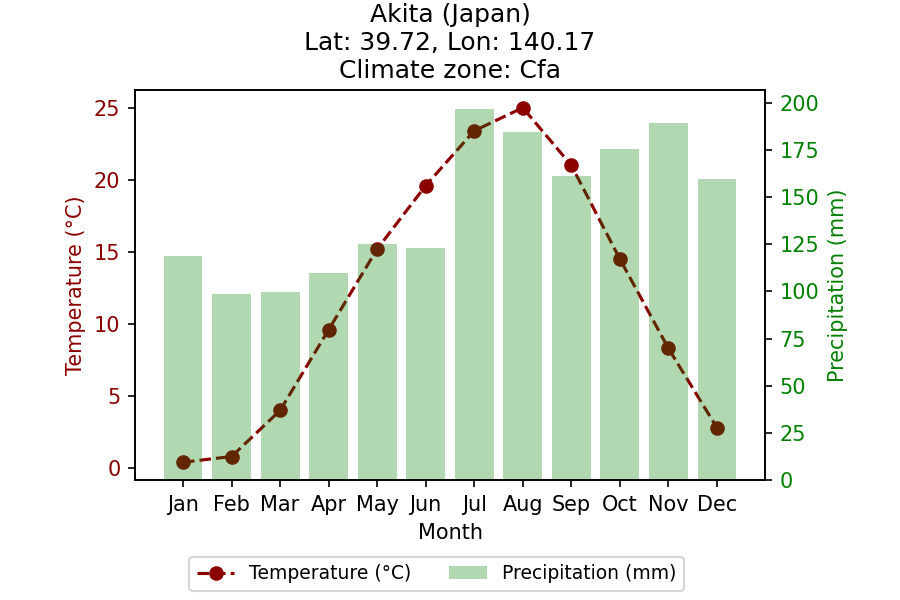 Akita (Japan)
Lat: 39.72, Lon: 140.17
Climate zone: Cfa
Temperature (°C)
25
20
15
10
5
0
200
175
150
125
100
75
50
25
0
Precipitation (mm)
Jan Feb Mar Apr May Jun Jul Aug Sep Oct Nov Dec
Month
Temperature (°C) Precipitation (mm)